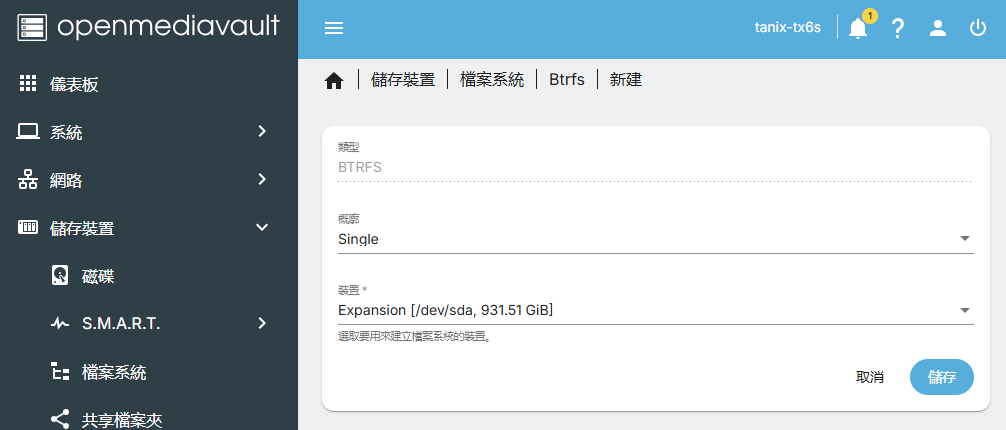 openmediavault
tanix-tx6s
1
儀表板
系統
網路
儲存裝置
磁碟
S.M.A.R.T.
檔案系統
共享檔案夾
儲存裝置 | 檔案系統 | Btrfs | 新建
類型
BTRFS
概廓
Single
裝置 *
Expansion [/dev/sda, 931.51 GiB]
選取要用來建立檔案系統的裝置。
取消
儲存